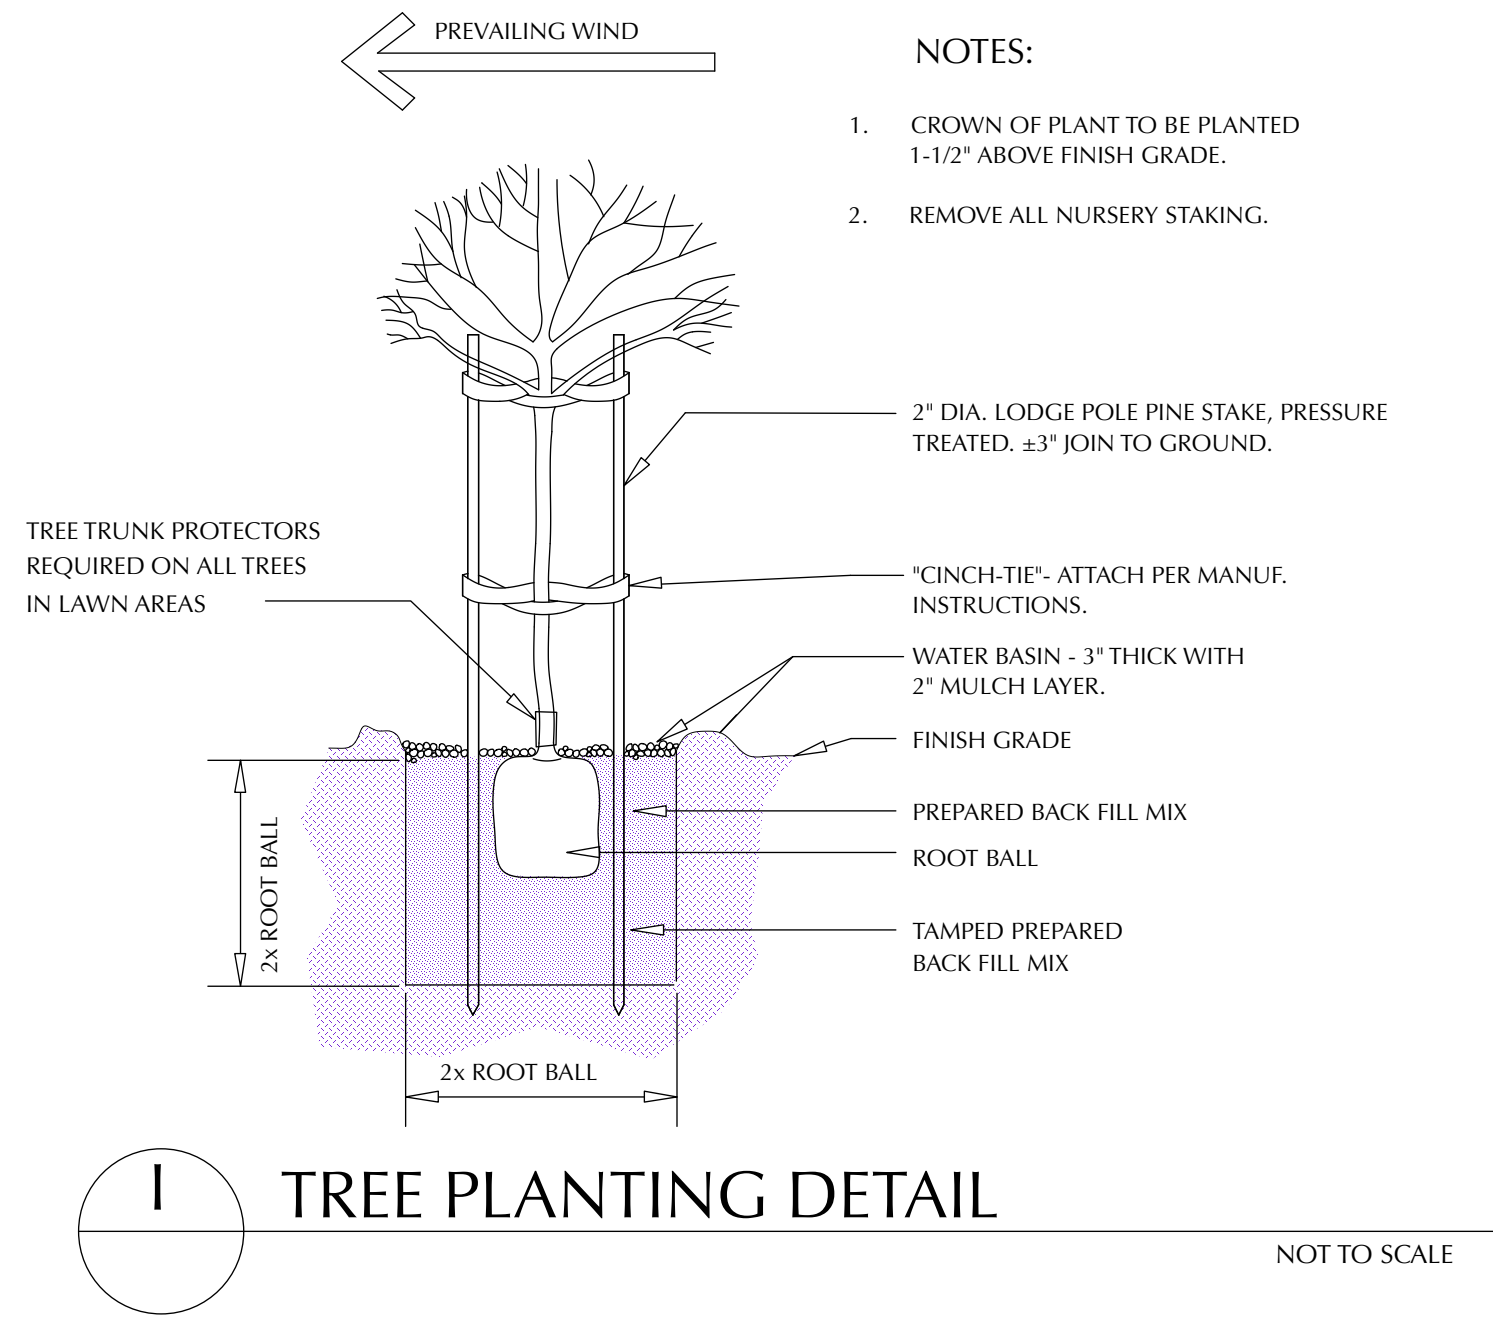 PREVAILING WIND
NOTES:
1. CROWN OF PLANT TO BE PLANTED
1-1/2" ABOVE FINISH GRADE.
2. REMOVE ALL NURSERY STAKING.
2" DIA. LODGE POLE PINE STAKE, PRESSURE
TREATED. ±3" JOIN TO GROUND.
TREE TRUNK PROTECTORS
REQUIRED ON ALL TREES
IN LAWN AREAS
"CINCH-TIE"- ATTACH PER MANUF.
INSTRUCTIONS.
WATER BASIN - 3" THICK WITH
2" MULCH LAYER.
FINISH GRADE
PREPARED BACK FILL MIX
ROOT BALL
TAMPED PREPARED
BACK FILL MIX
2x ROOT BALL
2x ROOT BALL
1
TREE PLANTING DETAIL
NOT TO SCALE